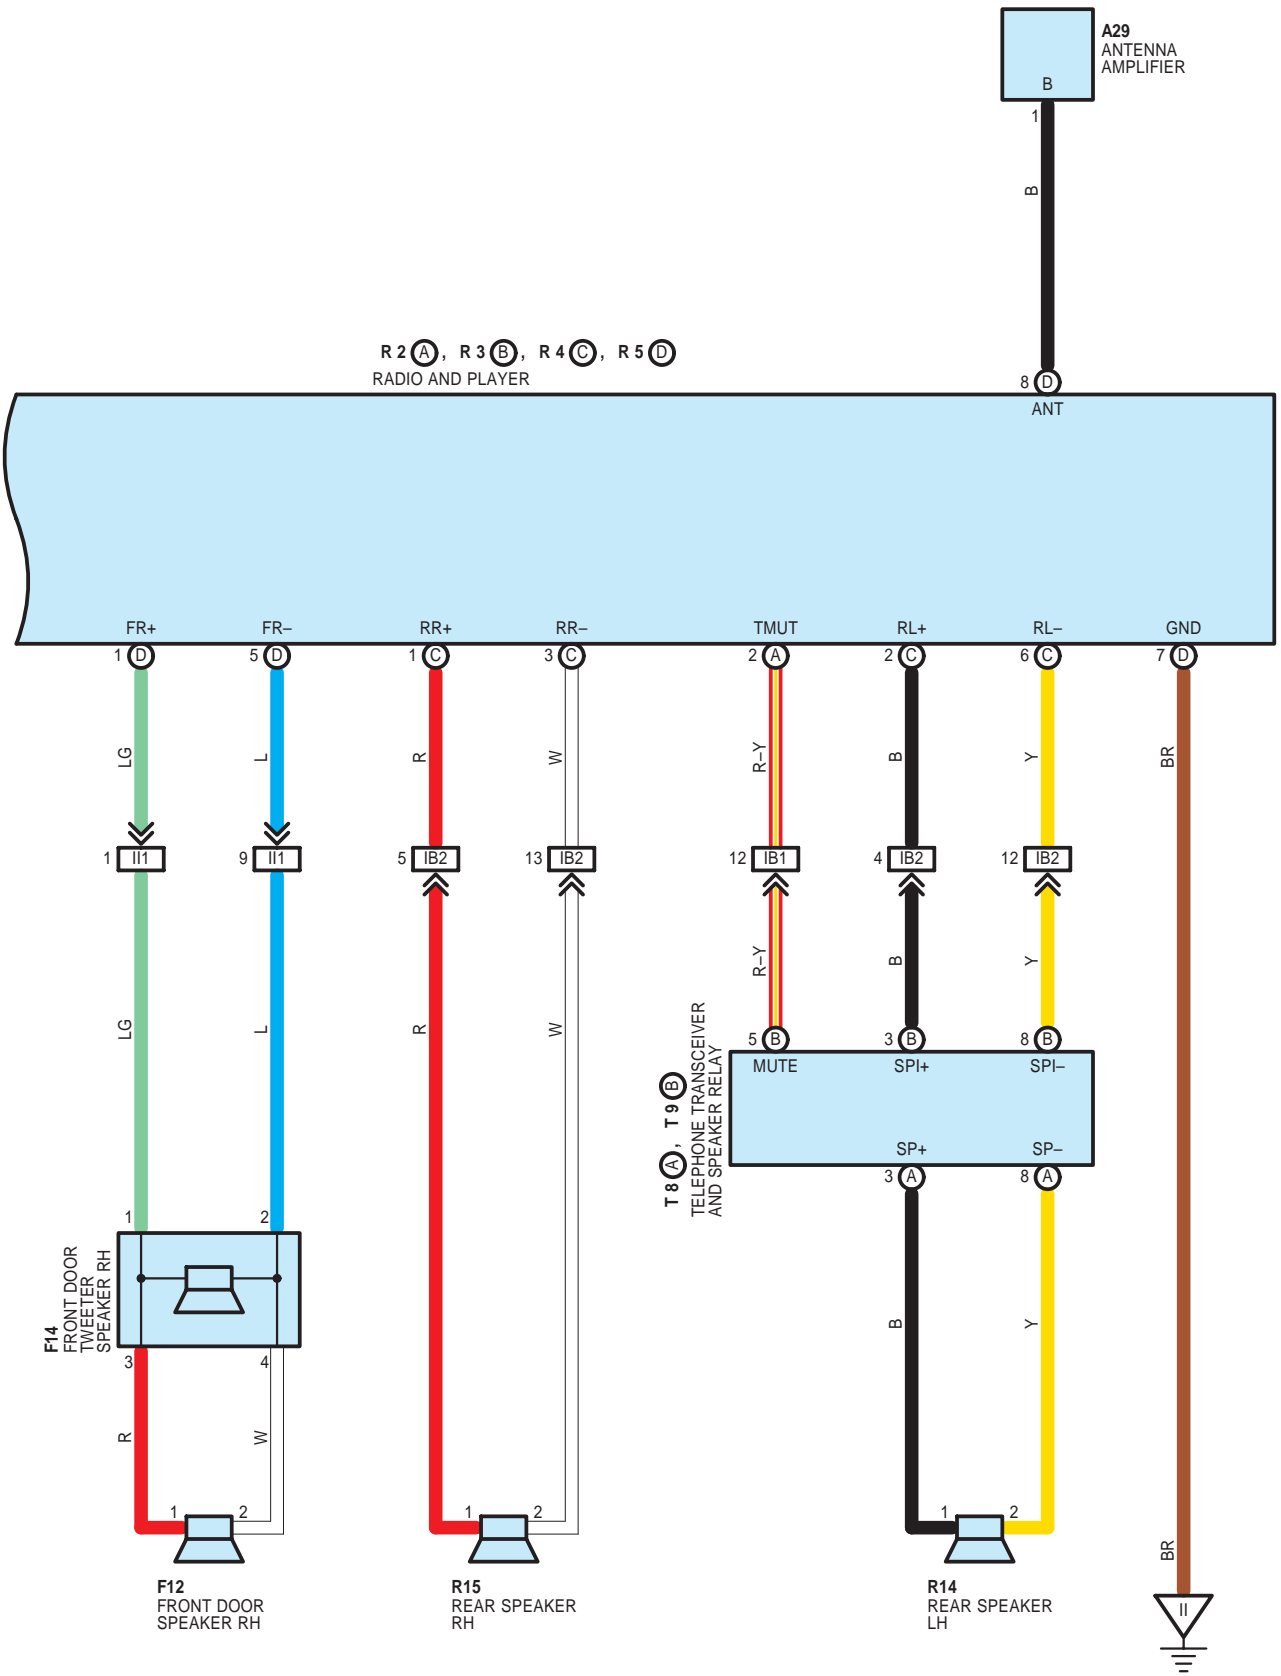 A29
ANTENNA
AMPLIFIER
B
1
B
R 2 A, R 3 B, R 4 C, R 5 D
RADIO AND PLAYER
8 D
ANT
FR+ FR– RR+ RR– TMUT RL+ RL– GND
1 D 5 D 1 C 3 C 2 A 2 C 6 C 7 D
LG L R W R–Y B Y BR
1 II1 9 II1 5 IB2 13 IB2 12 IB1 4 IB2 12 IB2
LG L R W R–Y B Y
5 B 3 B 8 B
MUTE SPI+ SPI–
T 8 A, T 9 B
TELEPHONE TRANSCEIVER
AND SPEAKER RELAY
SP+ SP–
3 A 8 A
1 2
F14
FRONT DOOR
TWEETER
SPEAKER RH
3 4
B Y
R W
1 2 1 2 1 2
BR
F12
FRONT DOOR
SPEAKER RH
R15
REAR SPEAKER
RH
R14
REAR SPEAKER
LH
II